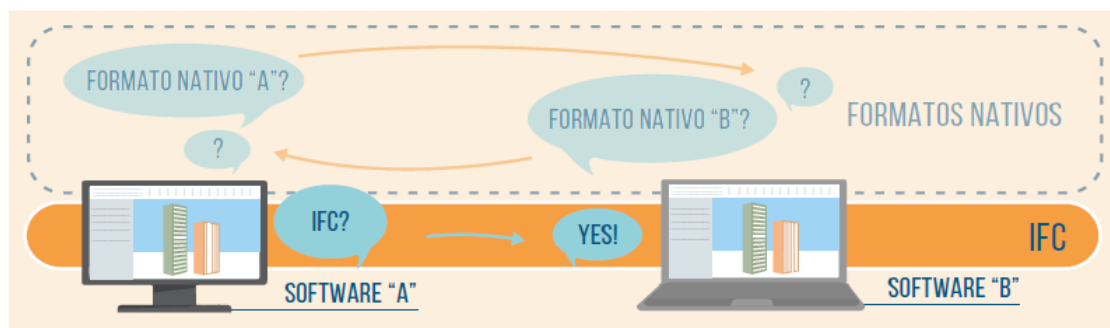 FORMATO NATIVO “A”?
?
FORMATO NATIVO “B”?
?
FORMATOS NATIVOS
IFC?
YES!
IFC
SOFTWARE “A”
SOFTWARE “B”